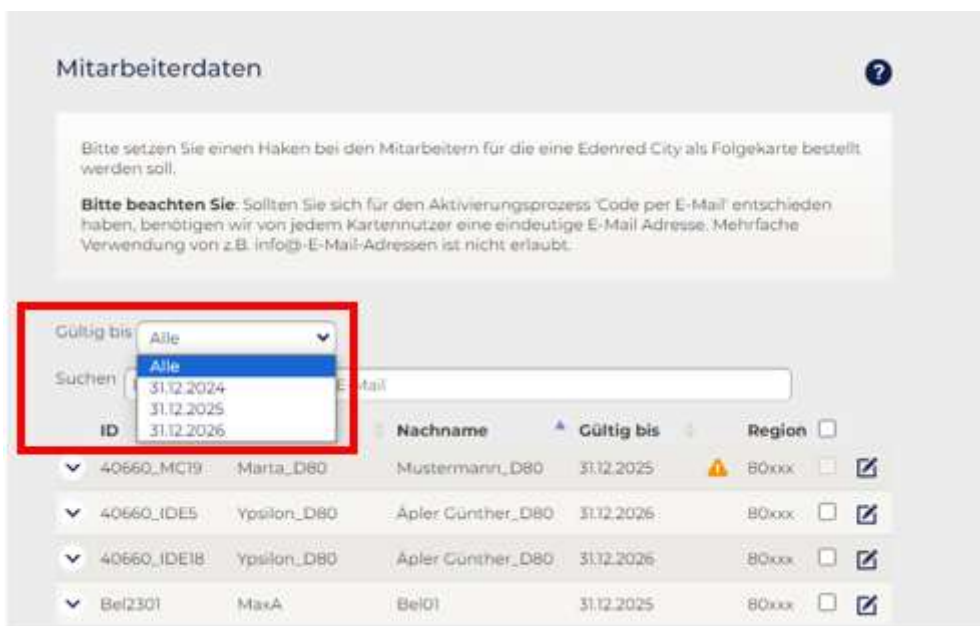 Mitarbeiterdaten
?
Bitte setzen Sie einen Haken bei den Mitarbeitern für die eine Edenred City als Folgekarte bestellt
werden soll.
Bitte beachten Sie: Sollten Sie sich für den Aktivierungsprozess 'Code per E-Mail' entschieden
haben, benötigen wir von jedem Kartennutzer eine eindeutige E-Mail Adresse. Mehrfache
Verwendung von z.B. info@-E-Mail-Adressen ist nicht erlaubt.
Gültig bis Alle
Alle
31.12.2024
31.12.2025
31.12.2026
Suchen E-Mail
ID Nachname Gültig bis Region
40660_MC19 Marta_D80 Mustermann_D80 31.12.2025 80xxx
40660_IDE5 Ypsilon_D80 Äpler Günther_D80 31.12.2026 80xxx
40660_IDE18 Ypsilon_D80 Äpler Günther_D80 31.12.2026 80xxx
Bel2301 MaxA Bel01 31.12.2025 80xxx